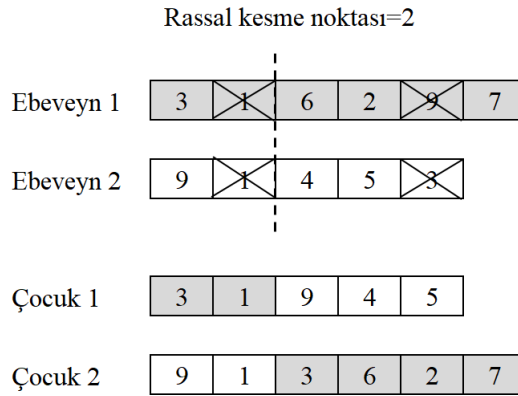 Rassal kesme noktası=2
Ebeveyn 1 3 1 6 2 9 7
Ebeveyn 2 9 1 4 5 3
Çocuk 1 3 1 9 4 5
Çocuk 2 9 1 3 6 2 7